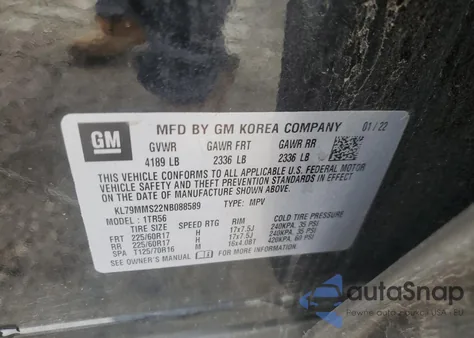 GM
MFD BY GM KOREA COMPANY 01/22
GVWR GAWR FRT GAWR RR
4189 LB 2336 LB 2336 LB
THIS VEHICLE CONFORMS TO ALL APPLICABLE U.S. FEDERAL MOTOR
VEHICLE SAFETY AND THEFT PREVENTION STANDARDS IN EFFECT ON THE
DATE OF MANUFACTURE SHOWN ABOVE.
KL79MMS22NB088589 TYPE: MPV
MODEL: 1TR56
TIRE SIZE SPEED RTG RIM COLD TIRE PRESSURE
FRT 225/60R17 H 17x7.5J 240KPA, 35 PSI
RR 225/60R17 H 17x7.5J 240KPA, 35 PSI
SPA T125/70R16 M 16x4.0BT 420KPA, 60 PSI
SEE OWNER'S MANUAL FOR MORE INFORMATION.
autoSnap